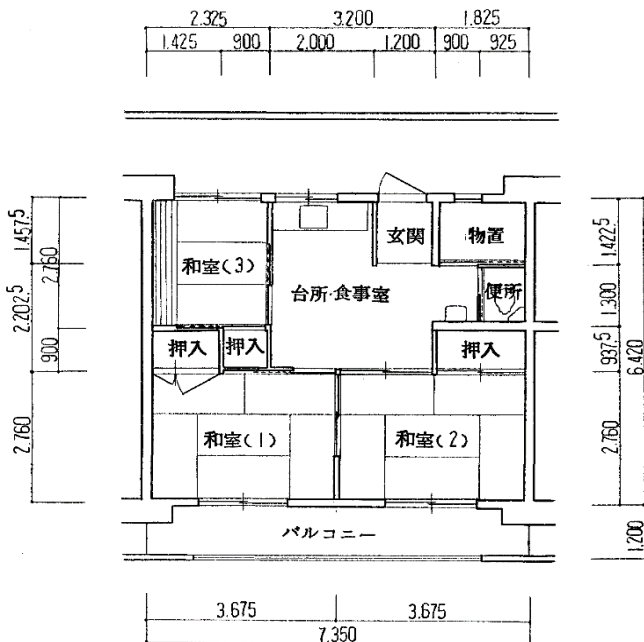 2.325 3.200 1.825
1.425 900 2.000 1.200 900 925
玄関 物置
和室(3) 台所・食事室 便所
押入 押入 押入
和室(1) 和室(2)
バルコニー
1.457.5 2.202.5 2.760
2.760 900
1.422.5 1.300 937.5 2.760
6.420 1.200
3.675 3.675
7.350